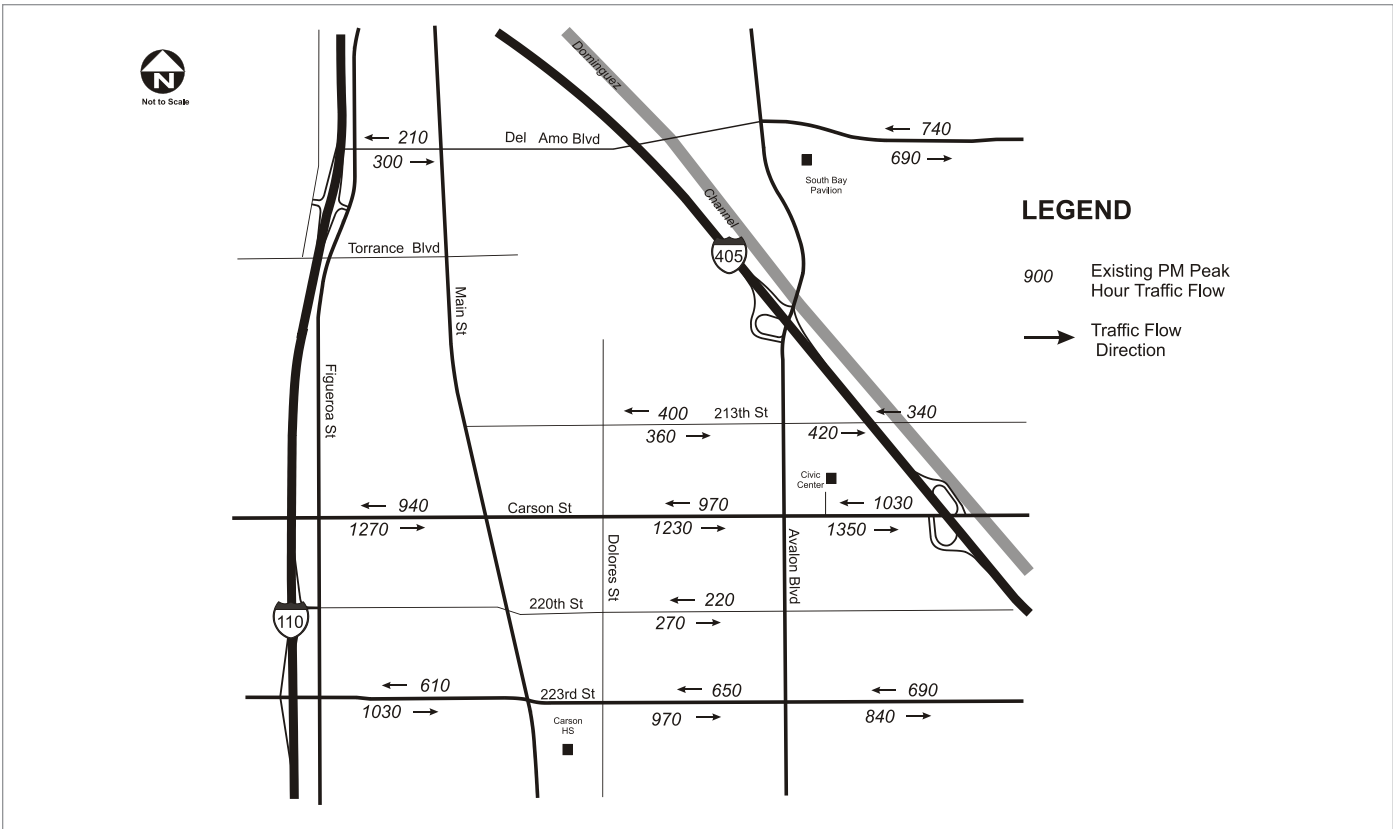 N
Not to Scale
Dominguez
Channel
← 210
300 →
Del Amo Blvd
← 740
690 →
South Bay
Pavilion
LEGEND
900 Existing PM Peak
Hour Traffic Flow
→ Traffic Flow
Direction
Torrance Blvd
405
Main St
Figueroa St
← 400
213th St
← 340
360 →
420 →
Civic
Center
← 940
Carson St
← 970
← 1030
1270 →
1230 →
1350 →
Dolores St
Avalon Blvd
220th St
← 220
270 →
110
← 610
223rd St
← 650
← 690
1030 →
970 →
840 →
Carson
HS